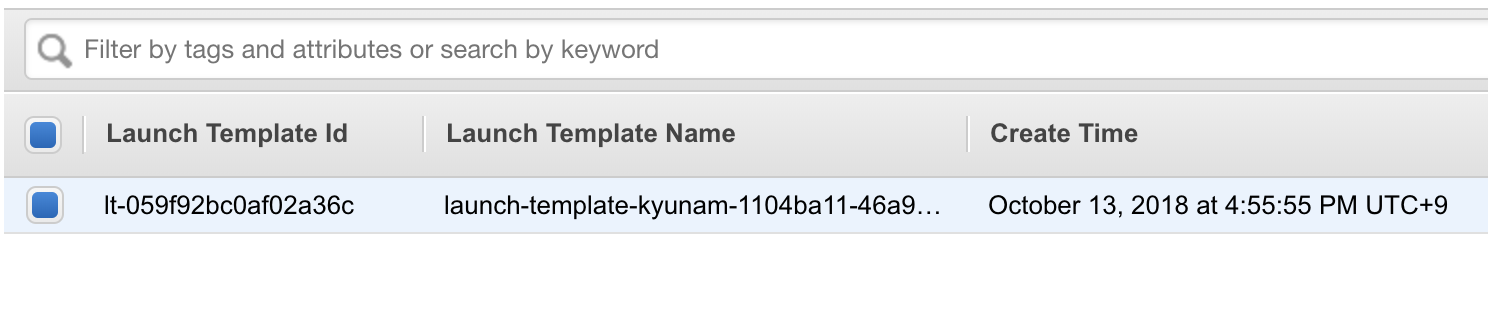 Filter by tags and attributes or search by keyword
Launch Template Id Launch Template Name Create Time
lt-059f92bc0af02a36c launch-template-kyunam-1104ba11-46a9… October 13, 2018 at 4:55:55 PM UTC+9